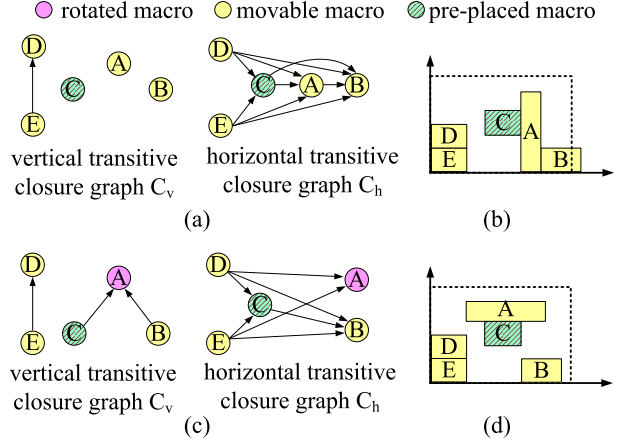 rotated macro movable macro pre-placed macro
D A C B E
D C A B E
D E C A B
vertical transitive closure graph Cv
horizontal transitive closure graph Ch
(a) (b)
D A C B E
D A C B E
A C D E B
vertical transitive closure graph Cv
horizontal transitive closure graph Ch
(c) (d)